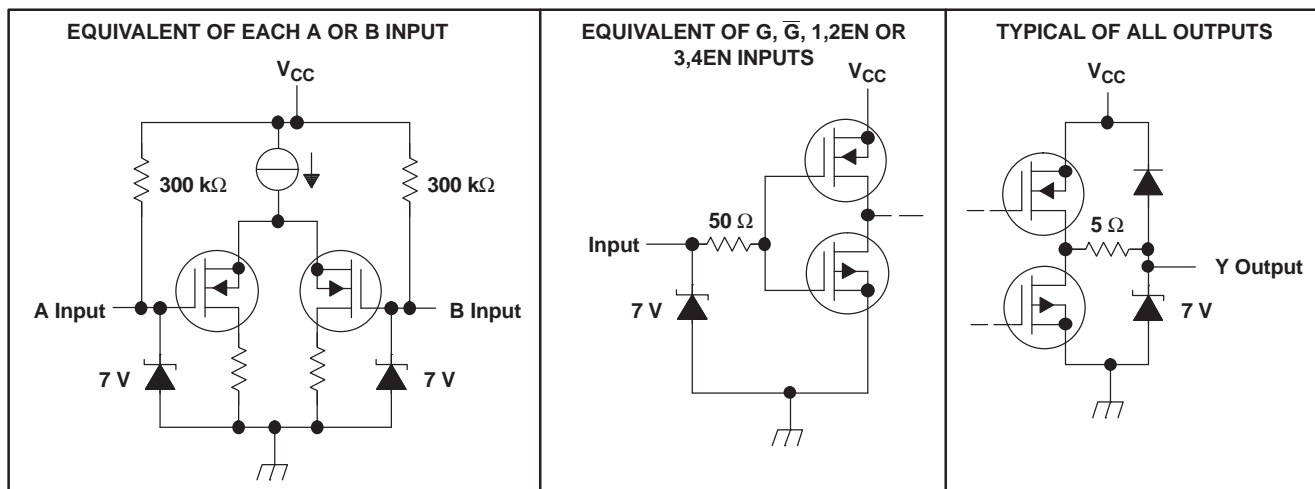 EQUIVALENT OF EACH A OR B INPUT
VCC
300 kΩ
300 kΩ
A Input
B Input
7 V
7 V
EQUIVALENT OF G, G̅, 1,2EN OR
3,4EN INPUTS
VCC
50 Ω
Input
7 V
TYPICAL OF ALL OUTPUTS
VCC
5 Ω
Y Output
7 V